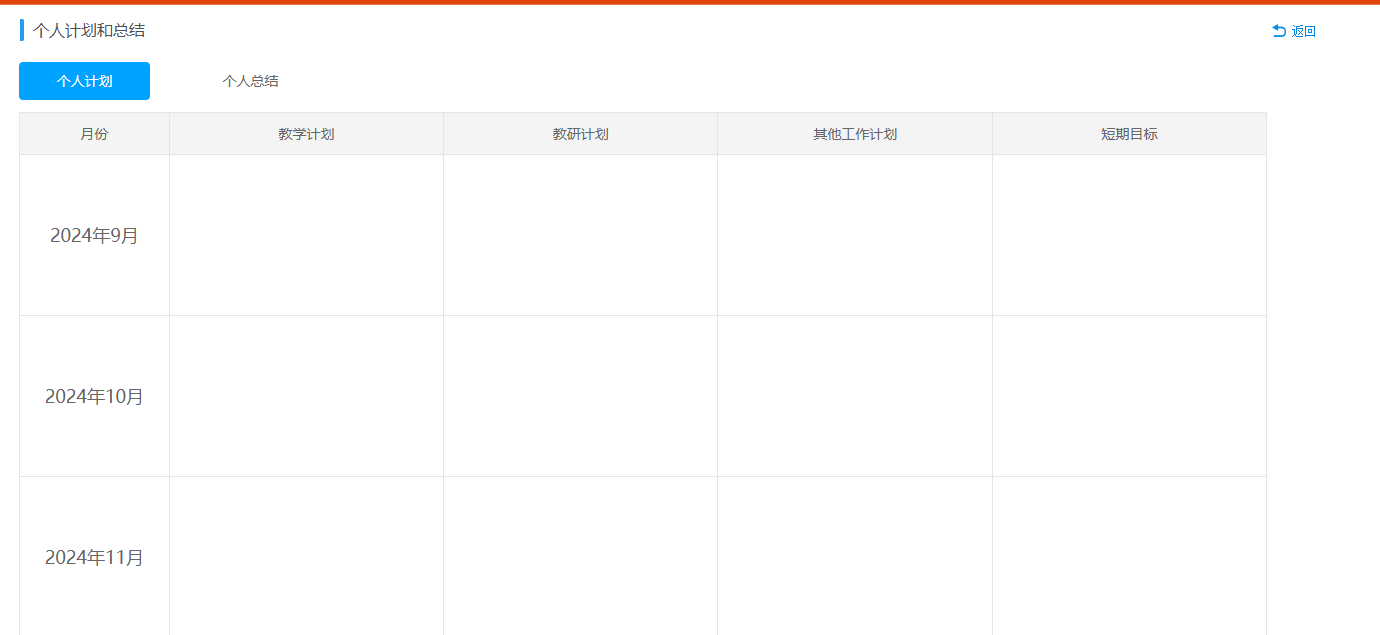 个人计划和总结
返回
个人计划
个人总结
月份
教学计划
教研计划
其他工作计划
短期目标
2024年9月
2024年10月
2024年11月